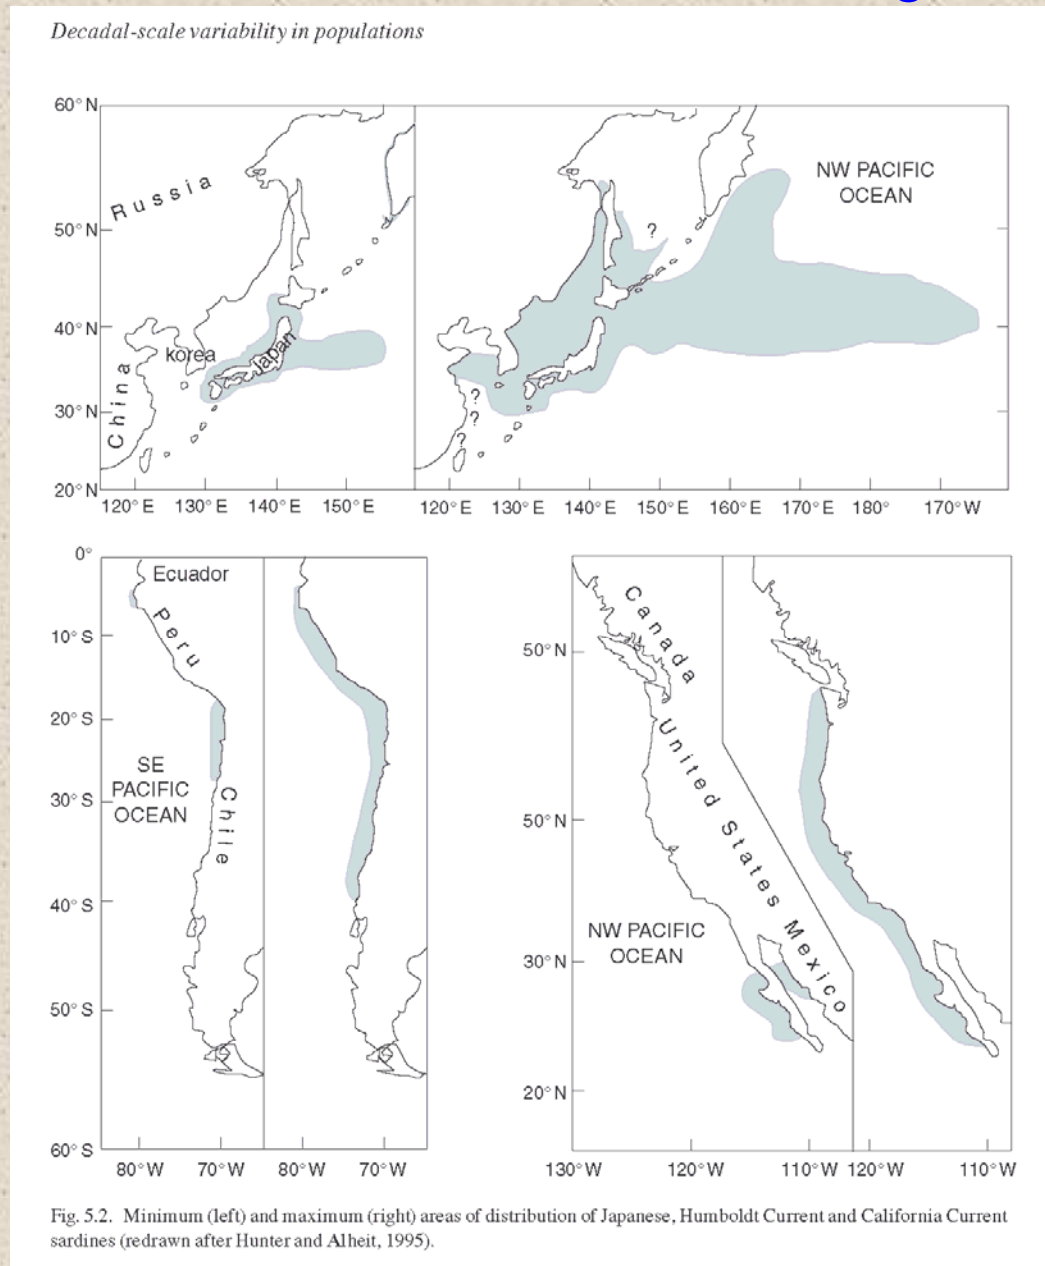 Decadal-scale variability in populations
60° N
50° N
40° N
30° N
20° N
Russia
China
korea
Japan
NW PACIFIC
OCEAN
?
?
?
?
120° E 130° E 140° E 150° E
120° E 130° E 140° E 150° E 160° E 170° E 180° 170° W
0°
10° S
20° S
30° S
40° S
50° S
60° S
Ecuador
Peru
Chile
SE
PACIFIC
OCEAN
80° W 70° W 80° W 70° W
50° N
50° N
30° N
20° N
Canada
United States
Mexico
NW PACIFIC
OCEAN
130° W 120° W 110° W 120° W 110° W
Fig. 5.2. Minimum (left) and maximum (right) areas of distribution of Japanese, Humboldt Current and California Current
sardines (redrawn after Hunter and Alheit, 1995).